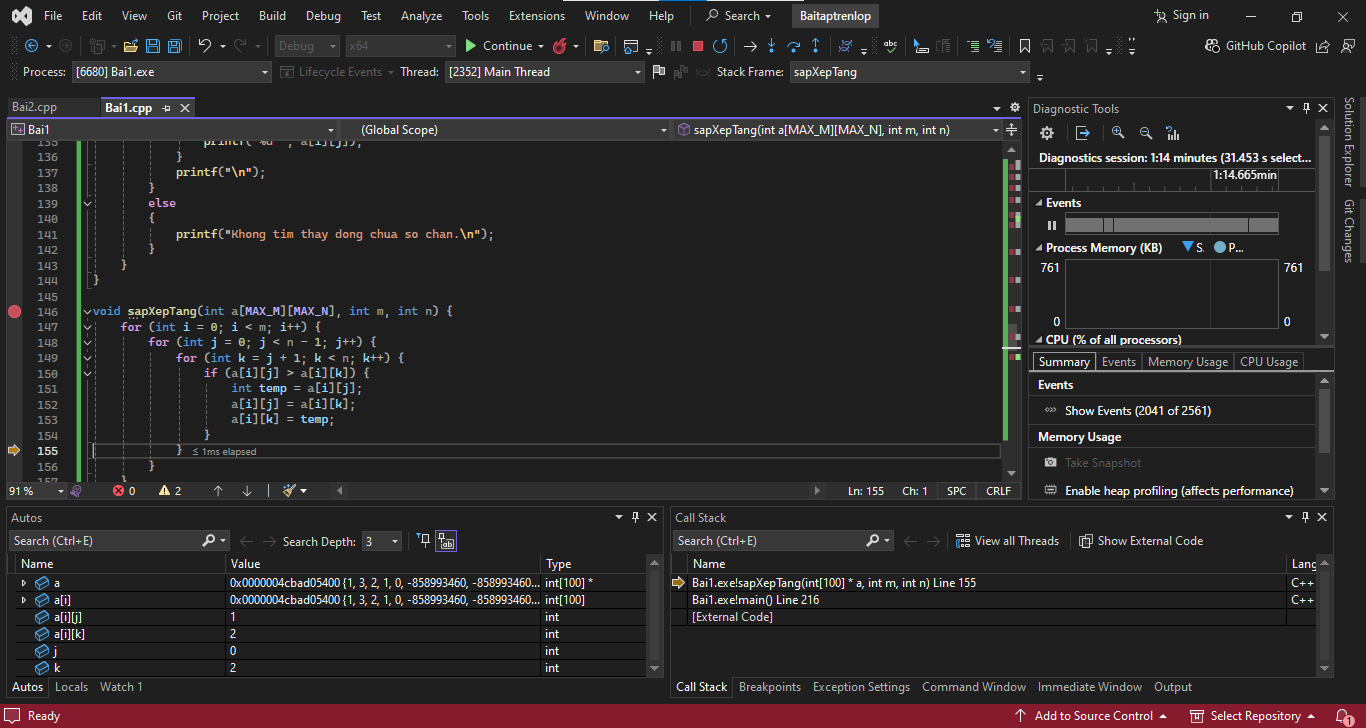 File Edit View Git Project Build Debug Test Analyze Tools Extensions Window Help Search Baitaptrenlop Sign in
Debug x64 Continue GitHub Copilot
Process: [6680] Bai1.exe Lifecycle Events Thread: [2352] Main Thread Stack Frame: sapXepTang
Bai2.cpp Bai1.cpp
Bai1 (Global Scope) sapXepTang(int a[MAX_M][MAX_N], int m, int n)
135 printf("%d ", a[i][j]);
136 }
137 printf("\n");
138 }
139 else
140 {
141 printf("Khong tim thay dong chua so chan.\n");
142 }
143 }
144 }
145
146 void sapXepTang(int a[MAX_M][MAX_N], int m, int n) {
147 for (int i = 0; i < m; i++) {
148 for (int j = 0; j < n - 1; j++) {
149 for (int k = j + 1; k < n; k++) {
150 if (a[i][j] > a[i][k]) {
151 int temp = a[i][j];
152 a[i][j] = a[i][k];
153 a[i][k] = temp;
154 }
155 } ≤ 1ms elapsed
156 }
157 }
91 % 0 2 Ln: 155 Ch: 1 SPC CRLF
Diagnostic Tools
Diagnostics session: 1:14 minutes (31.453 s select...
1:14.665min
Events
Process Memory (KB) S. P...
761 761
0 0
CPU (% of all processors)
Summary Events Memory Usage CPU Usage
Events
Show Events (2041 of 2561)
Memory Usage
Take Snapshot
Enable heap profiling (affects performance)
Solution Explorer
Git Changes
Autos
Search (Ctrl+E) Search Depth: 3
Name Value Type
a 0x0000004cbad05400 {1, 3, 2, 1, 0, -858993460, -858993460... int[100] *
a[i] 0x0000004cbad05400 {1, 3, 2, 1, 0, -858993460, -858993460... int[100]
a[i][j] 1 int
a[i][k] 2 int
j 0 int
k 2 int
Autos Locals Watch 1
Call Stack
Search (Ctrl+E) View all Threads Show External Code
Name Lang
Bai1.exe!sapXepTang(int[100] * a, int m, int n) Line 155 C++
Bai1.exe!main() Line 216 C++
[External Code]
Call Stack Breakpoints Exception Settings Command Window Immediate Window Output
Ready Add to Source Control Select Repository 1